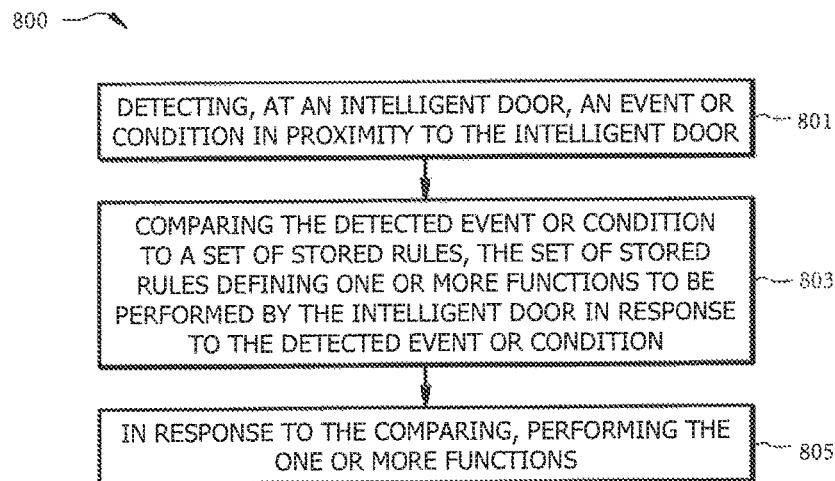 800
DETECTING, AT AN INTELLIGENT DOOR, AN EVENT OR
CONDITION IN PROXIMITY TO THE INTELLIGENT DOOR
801
COMPARING THE DETECTED EVENT OR CONDITION
TO A SET OF STORED RULES, THE SET OF STORED
RULES DEFINING ONE OR MORE FUNCTIONS TO BE
PERFORMED BY THE INTELLIGENT DOOR IN RESPONSE
TO THE DETECTED EVENT OR CONDITION
803
IN RESPONSE TO THE COMPARING, PERFORMING THE
ONE OR MORE FUNCTIONS
805